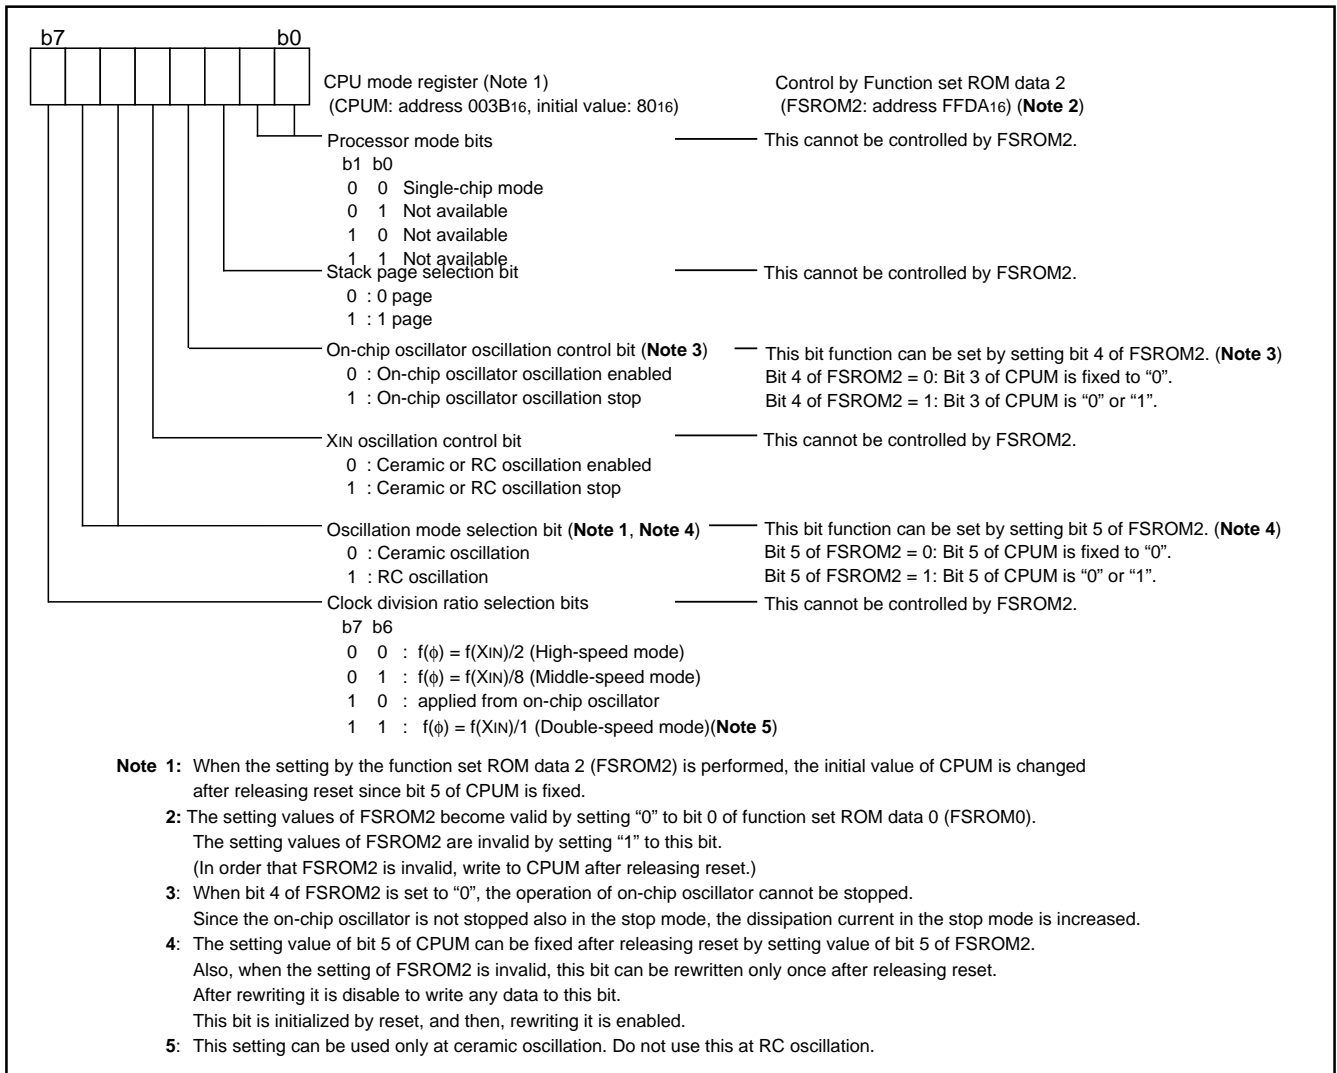 b7 b0
CPU mode register (Note 1) Control by Function set ROM data 2
(CPUM: address 003B16, initial value: 8016) (FSROM2: address FFDA16) (Note 2)
Processor mode bits This cannot be controlled by FSROM2.
b1 b0
0 0 Single-chip mode
0 1 Not available
1 0 Not available
1 1 Not available
Stack page selection bit This cannot be controlled by FSROM2.
0 : 0 page
1 : 1 page
On-chip oscillator oscillation control bit (Note 3) This bit function can be set by setting bit 4 of FSROM2. (Note 3)
0 : On-chip oscillator oscillation enabled Bit 4 of FSROM2 = 0: Bit 3 of CPUM is fixed to “0”.
1 : On-chip oscillator oscillation stop Bit 4 of FSROM2 = 1: Bit 3 of CPUM is “0” or “1”.
XIN oscillation control bit This cannot be controlled by FSROM2.
0 : Ceramic or RC oscillation enabled
1 : Ceramic or RC oscillation stop
Oscillation mode selection bit (Note 1, Note 4) This bit function can be set by setting bit 5 of FSROM2. (Note 4)
0 : Ceramic oscillation Bit 5 of FSROM2 = 0: Bit 5 of CPUM is fixed to “0”.
1 : RC oscillation Bit 5 of FSROM2 = 1: Bit 5 of CPUM is “0” or “1”.
Clock division ratio selection bits This cannot be controlled by FSROM2.
b7 b6
0 0 : f(ϕ) = f(XIN)/2 (High-speed mode)
0 1 : f(ϕ) = f(XIN)/8 (Middle-speed mode)
1 0 : applied from on-chip oscillator
1 1 : f(ϕ) = f(XIN)/1 (Double-speed mode)(Note 5)
Note 1: When the setting by the function set ROM data 2 (FSROM2) is performed, the initial value of CPUM is changed
after releasing reset since bit 5 of CPUM is fixed.
2: The setting values of FSROM2 become valid by setting “0” to bit 0 of function set ROM data 0 (FSROM0).
The setting values of FSROM2 are invalid by setting “1” to this bit.
(In order that FSROM2 is invalid, write to CPUM after releasing reset.)
3: When bit 4 of FSROM2 is set to “0”, the operation of on-chip oscillator cannot be stopped.
Since the on-chip oscillator is not stopped also in the stop mode, the dissipation current in the stop mode is increased.
4: The setting value of bit 5 of CPUM can be fixed after releasing reset by setting value of bit 5 of FSROM2.
Also, when the setting of FSROM2 is invalid, this bit can be rewritten only once after releasing reset.
After rewriting it is disable to write any data to this bit.
This bit is initialized by reset, and then, rewriting it is enabled.
5: This setting can be used only at ceramic oscillation. Do not use this at RC oscillation.